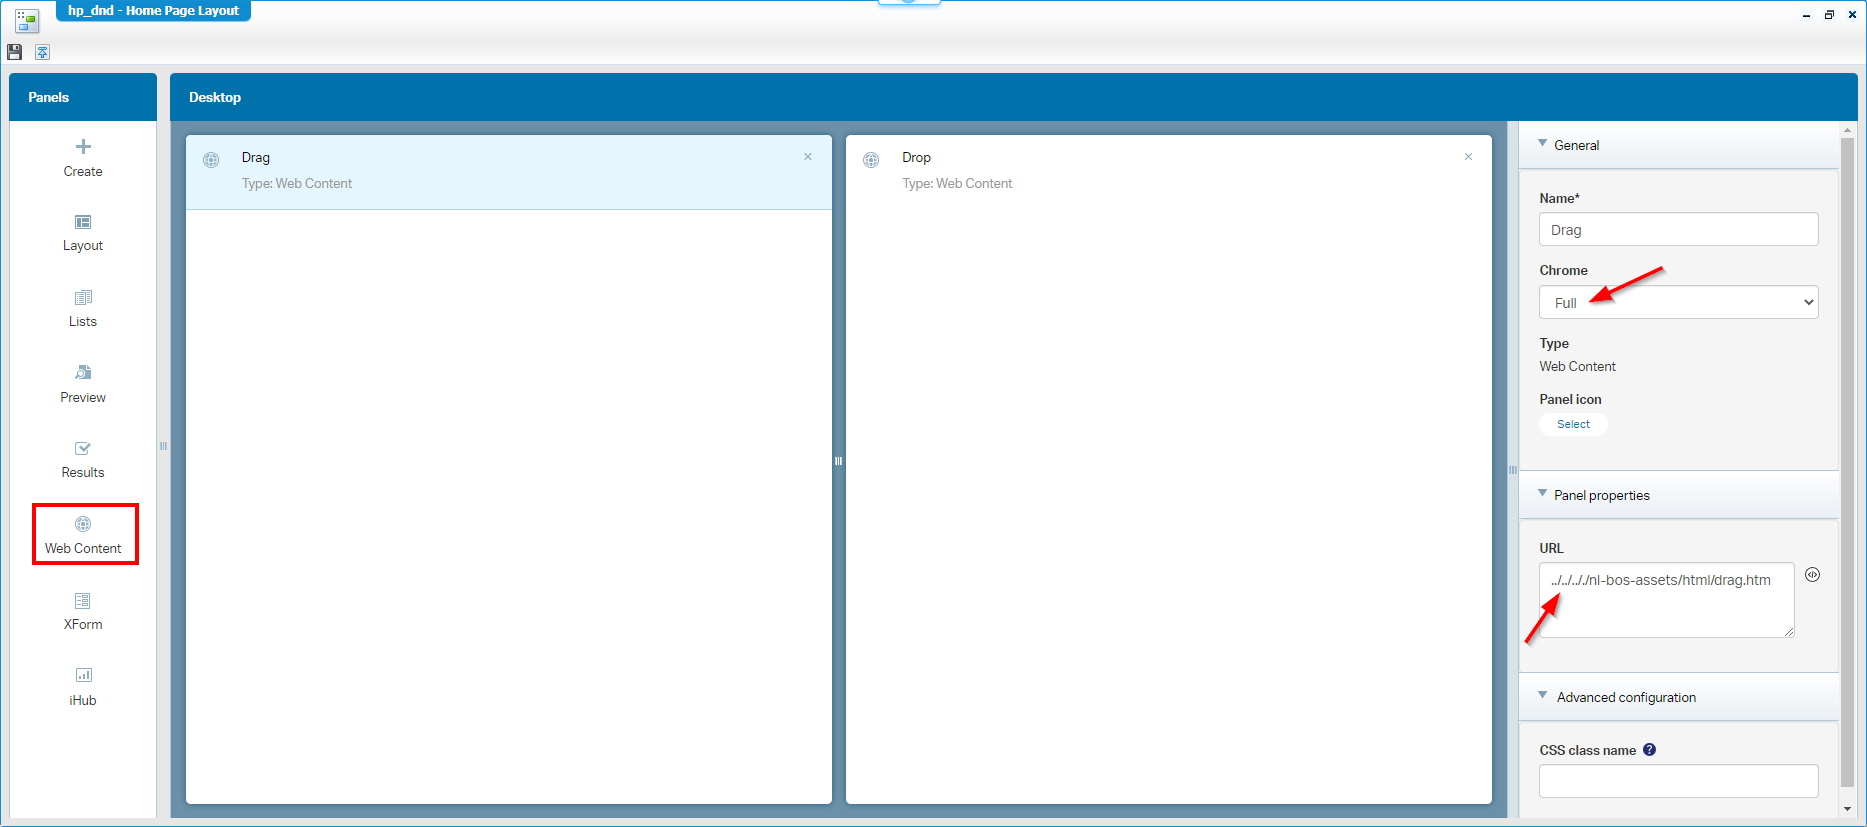 hp_dnd - Home Page Layout
Panels
Create
Layout
Lists
Preview
Results
Web Content
XForm
iHub
Desktop
Drag
Type: Web Content
Drop
Type: Web Content
General
Name*
Drag
Chrome
Full
Type
Web Content
Panel icon
Select
Panel properties
URL
../../../../nl-bos-assets/html/drag.htm
Advanced configuration
CSS class name ?